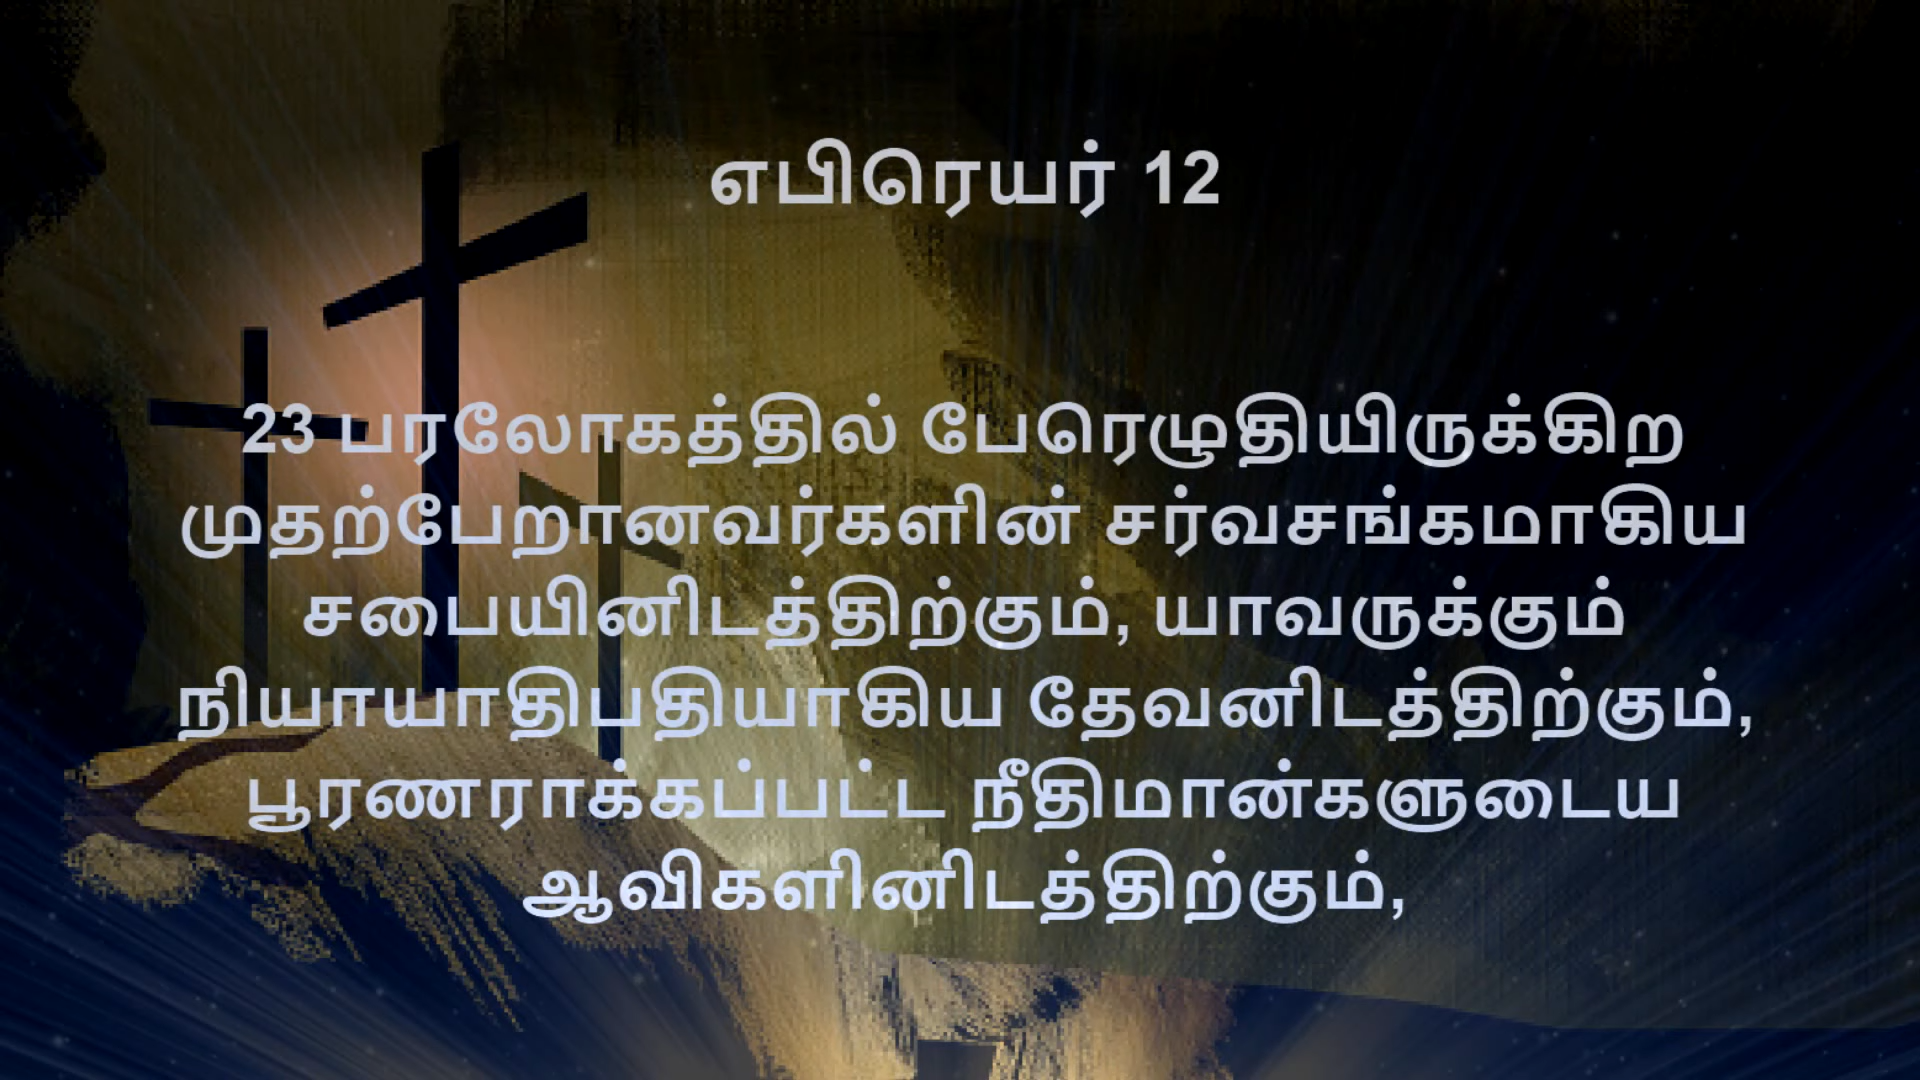 எபிரெயர் 12
23 பரலோகத்தில் பேரெழுதியிருக்கிற
முதற்பேறானவர்களின் சர்வசங்கமாகிய
சபையினிடத்திற்கும், யாவருக்கும்
நியாயாதிபதியாகிய தேவனிடத்திற்கும்,
பூரணராக்கப்பட்ட நீதிமான்களுடைய
ஆவிகளினிடத்திற்கும்,